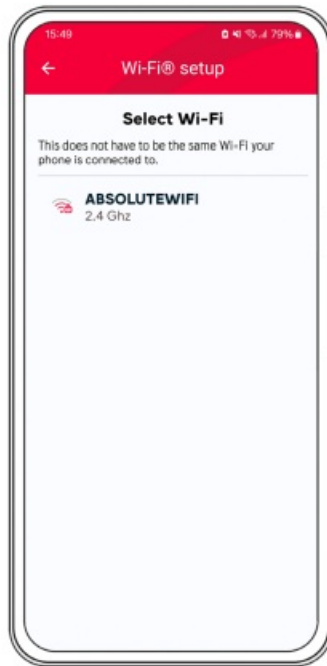 15:49
79%
Wi-Fi® setup
Select Wi-Fi
This does not have to be the same Wi-Fi your
phone is connected to.
ABSOLUTEWIFI
2.4 Ghz